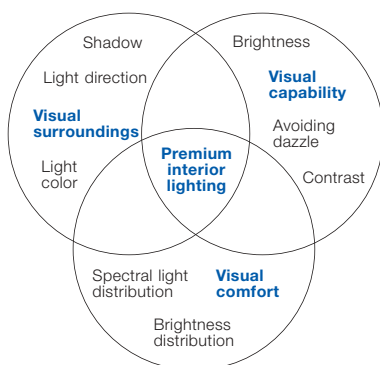 Shadow
Light direction
Visual
surroundings
Light
color
Brightness
Visual
capability
Avoiding
dazzle
Contrast
Premium
interior
lighting
Spectral light
distribution
Visual
comfort
Brightness
distribution